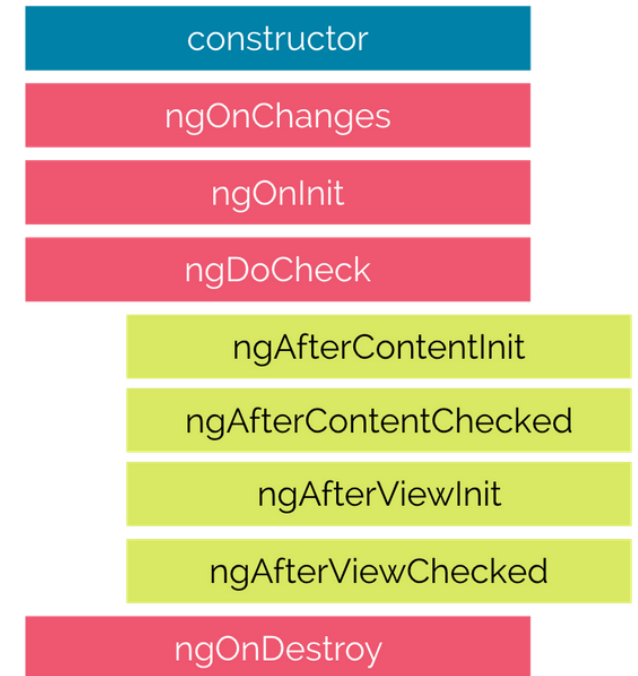 constructor
ngOnChanges
ngOnInit
ngDoCheck
ngAfterContentInit
ngAfterContentChecked
ngAfterViewInit
ngAfterViewChecked
ngOnDestroy